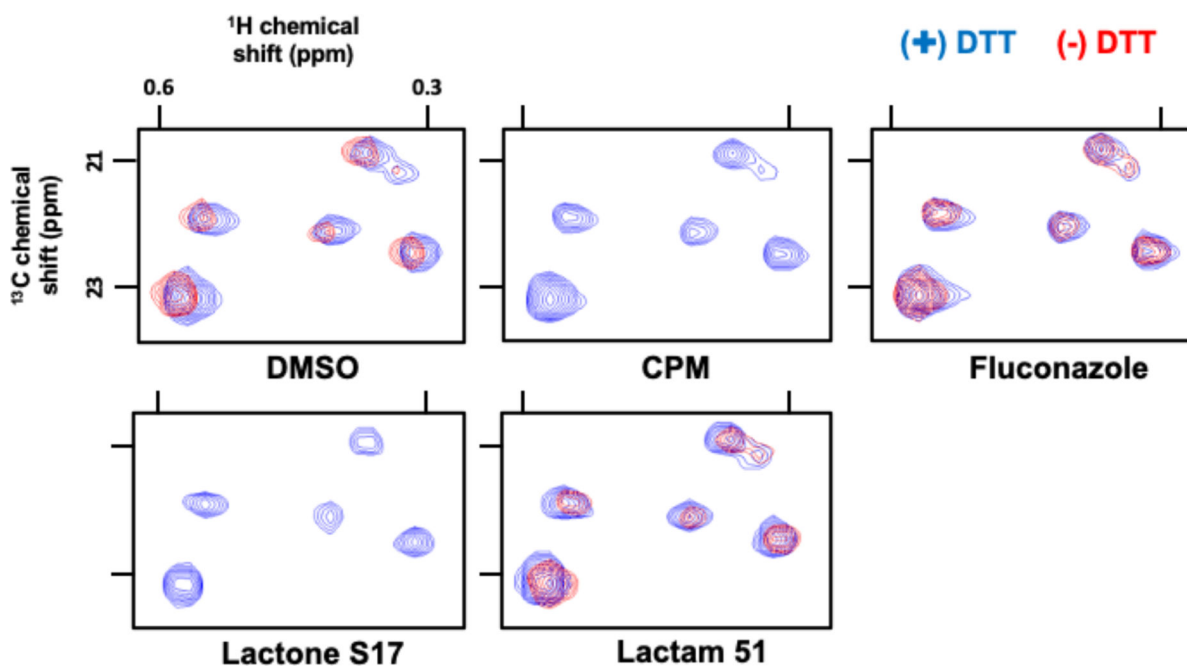 ¹H chemical
shift (ppm)
(+) DTT (-) DTT
0.6 0.3
¹³C chemical
shift (ppm)
21
23
DMSO CPM Fluconazole
Lactone S17 Lactam 51